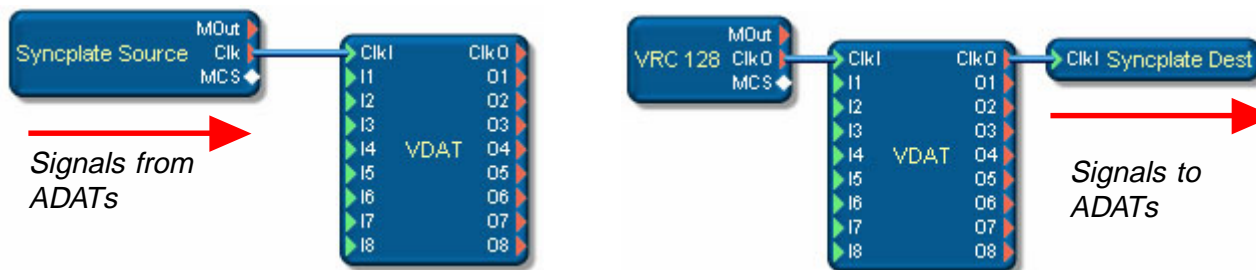 MOut
Syncplate Source Clk
MCS
ClkI ClkO
I1 O1
I2 O2
I3 O3
I4 VDAT O4
I5 O5
I6 O6
I7 O7
I8 O8
Signals from
ADATs
MOut
VRC 128 ClkO
MCS
ClkI ClkO
I1 O1
I2 O2
I3 O3
I4 VDAT O4
I5 O5
I6 O6
I7 O7
I8 O8
ClkI Syncplate Dest
Signals to
ADATs